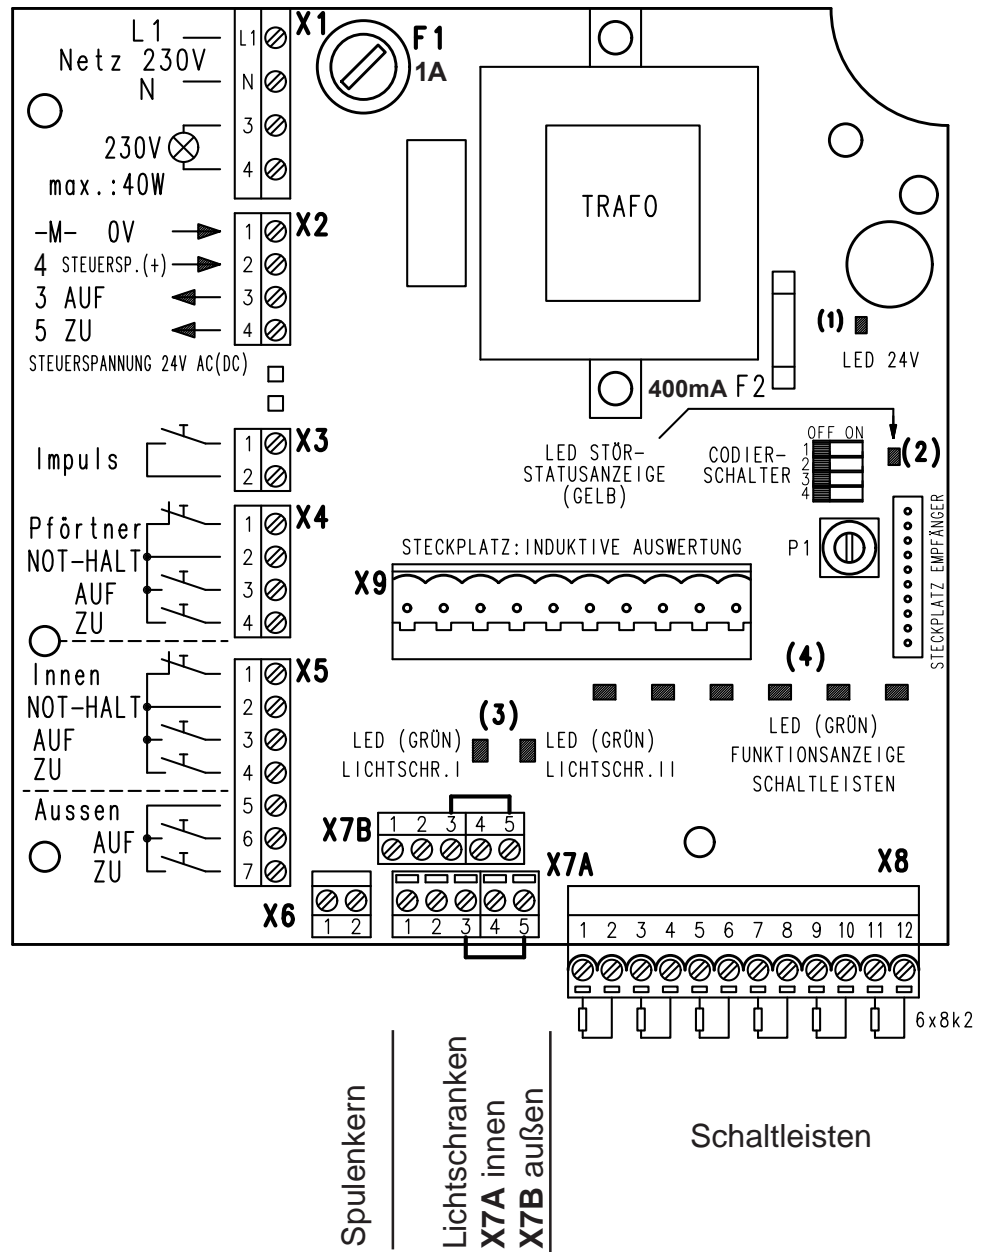 L1
Netz 230V
N
L1
N
3
4
X1
F1
1A
230V
max.:40W
TRAFO
-M- 0V
4 STEUERSP.(+)
3 AUF
5 ZU
1
2
3
4
X2
STEUERSPANNUNG 24V AC(DC)
(1)
LED 24V
400mA F2
LED STÖR-
STATUSANZEIGE
(GELB)
CODIER-
SCHALTER
OFF ON
1
2
3
4
(2)
Impuls
1
2
X3
Pförtner
NOT-HALT
AUF
ZU
1
2
3
4
X4
P1
STECKPLATZ EMPFÄNGER
STECKPLATZ:INDUKTIVE AUSWERTUNG
X9
Innen
NOT-HALT
AUF
ZU
Aussen
AUF
ZU
1
2
3
4
5
6
7
X5
(3)
LED (GRÜN)
LICHTSCHR.I
LED (GRÜN)
LICHTSCHR.II
(4)
LED (GRÜN)
FUNKTIONSANZEIGE
SCHALTLEISTEN
X7B
1 2 3 4 5
X7A
1 2 3 4 5
X6
1 2
X8
1 2 3 4 5 6 7 8 9 10 11 12
6x8k2
Spulenkern
Lichtschranken
X7A innen
X7B außen
Schaltleisten